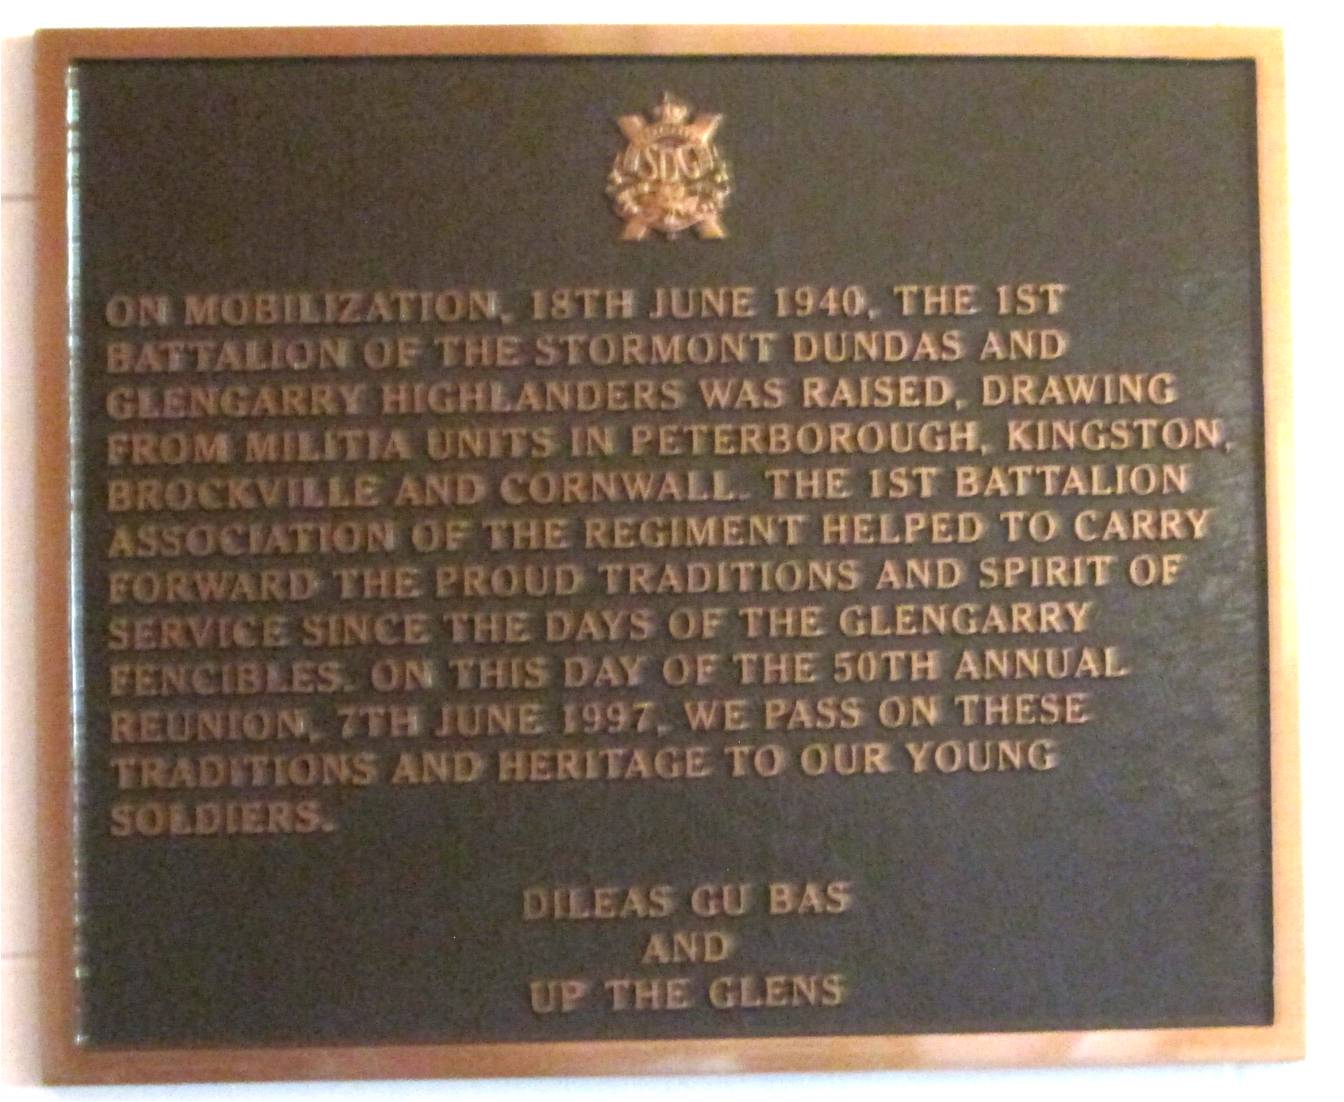 SDG
ON MOBILIZATION, 18TH JUNE 1940, THE 1ST
BATTALION OF THE STORMONT DUNDAS AND
GLENGARRY HIGHLANDERS WAS RAISED, DRAWING
FROM MILITIA UNITS IN PETERBOROUGH, KINGSTON,
BROCKVILLE AND CORNWALL. THE 1ST BATTALION
ASSOCIATION OF THE REGIMENT HELPED TO CARRY
FORWARD THE PROUD TRADITIONS AND SPIRIT OF
SERVICE SINCE THE DAYS OF THE GLENGARRY
FENCIBLES. ON THIS DAY OF THE 50TH ANNUAL
REUNION, 7TH JUNE 1997, WE PASS ON THESE
TRADITIONS AND HERITAGE TO OUR YOUNG
SOLDIERS.
DILEAS GU BAS
AND
UP THE GLENS